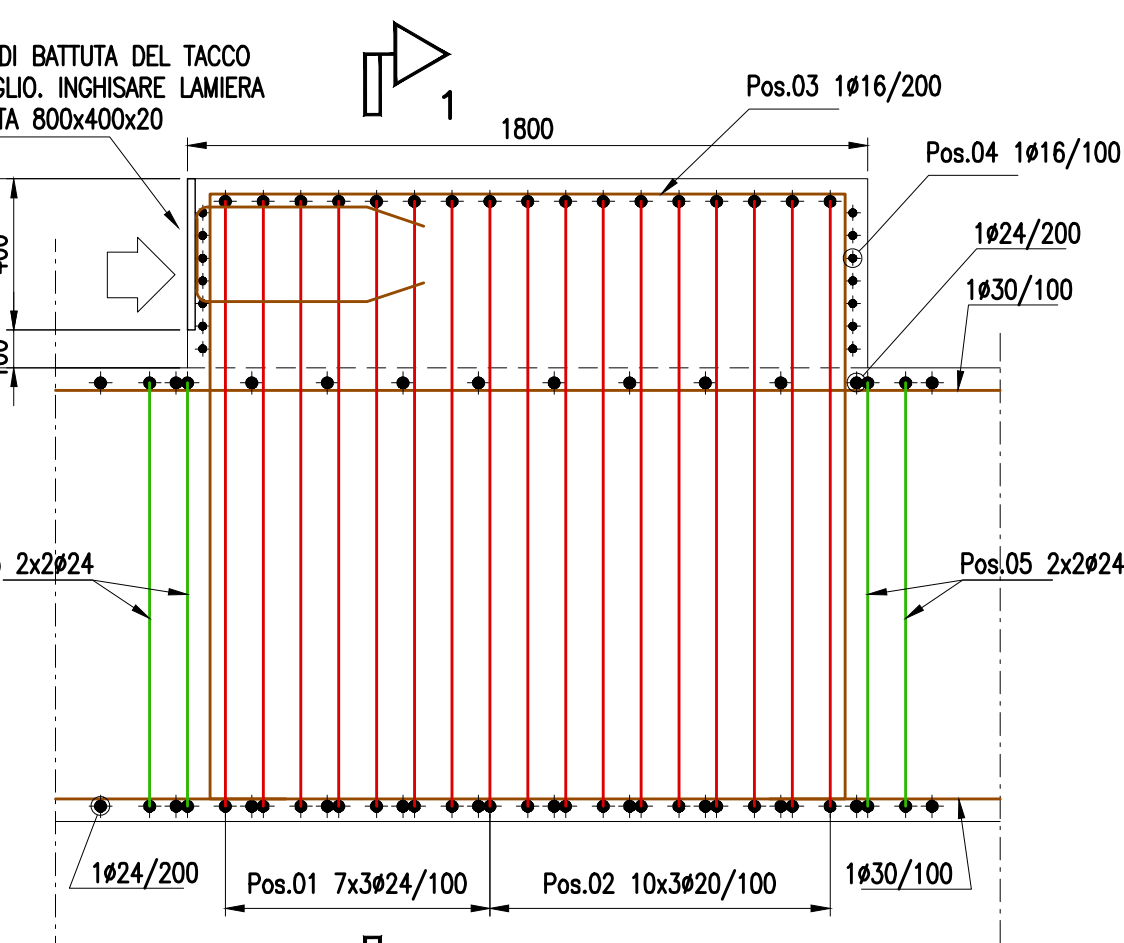 DI BATTUTA DEL TACCO
GLIO. INGHISARE LAMIERA
TA 800x400x20
1
Pos.03 1ø16/200
1800
Pos.04 1ø16/100
1ø24/200
400
1ø30/100
2x2ø24
Pos.05 2x2ø24
1ø24/200
Pos.01 7x3ø24/100
Pos.02 10x3ø20/100
1ø30/100